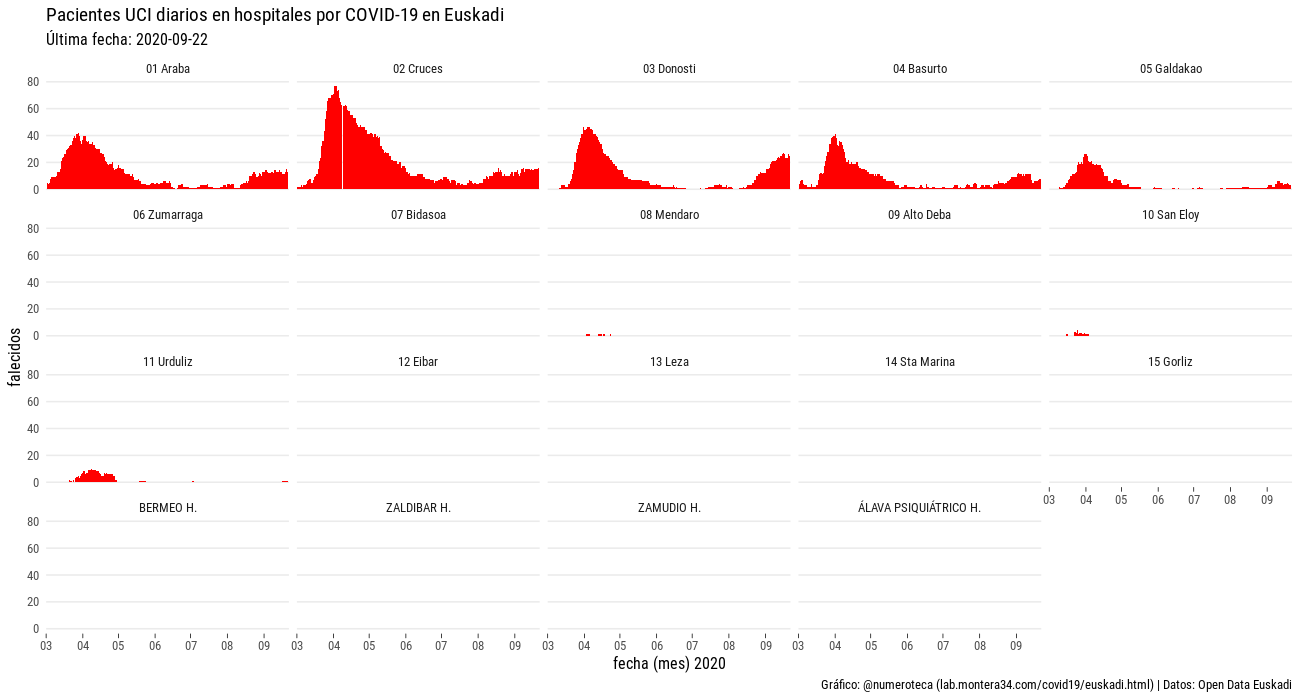 Pacientes UCI diarios en hospitales por COVID-19 en Euskadi
Última fecha: 2020-09-22
01 Araba 02 Cruces 03 Donosti 04 Basurto 05 Galdakao
80
60
40
20
0
06 Zumarraga 07 Bidasoa 08 Mendaro 09 Alto Deba 10 San Eloy
80
60
40
20
0
falecidos
11 Urduliz 12 Eibar 13 Leza 14 Sta Marina 15 Gorliz
80
60
40
20
0
03 04 05 06 07 08 09
BERMEO H. ZALDIBAR H. ZAMUDIO H. ÁLAVA PSIQUIÁTRICO H.
80
60
40
20
0
03 04 05 06 07 08 09 03 04 05 06 07 08 09 03 04 05 06 07 08 09 03 04 05 06 07 08 09
fecha (mes) 2020
Gráfico: @numeroteca (lab.montera34.com/covid19/euskadi.html) | Datos: Open Data Euskadi